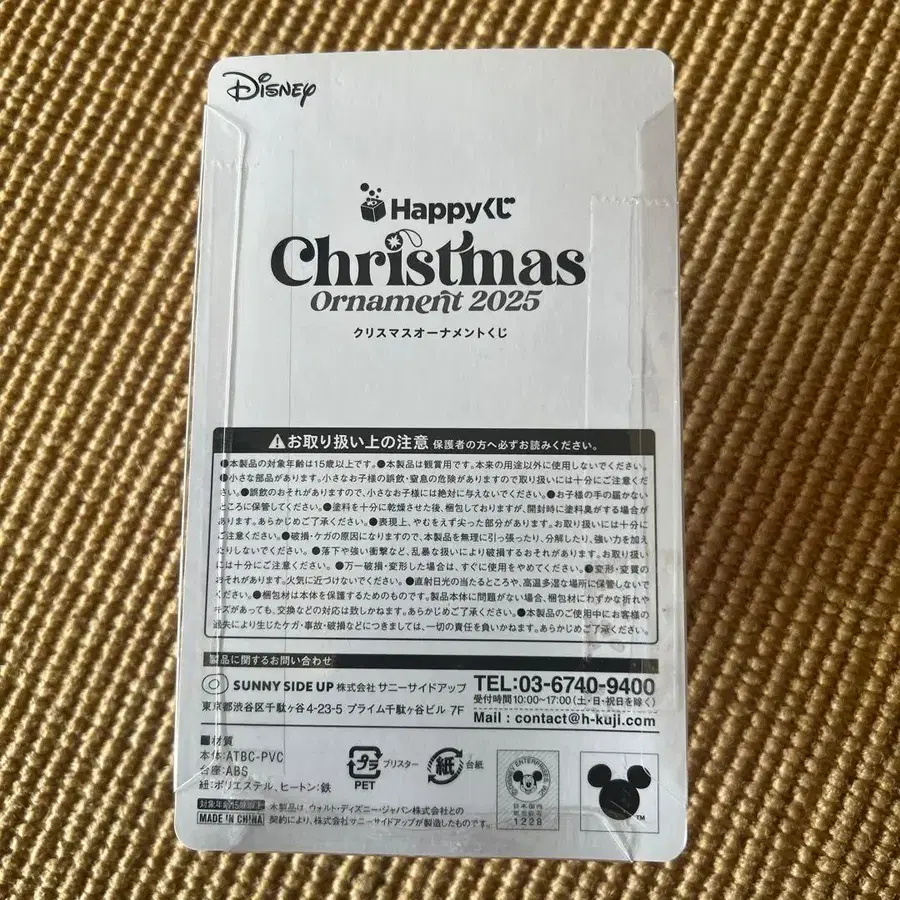 Disney
Happyくじ
Christmas
Ornament 2025
クリスマスオーナメントくじ
お取り扱い上の注意 保護者の方へ必ずお読みください。
●本製品の対象年齢は15歳以上です。●本製品は観賞用です。本来の用途以外に使用しないでください。
●小さな部品があります。小さなお子様の誤飲・窒息の危険がありますので取り扱いには十分にご注意くださ
い。●誤飲のおそれがありますので、小さなお子様には絶対に与えないでください。●お子様の手の届かない
ところに保管してください。●塗料を十分に乾燥させた後、梱包しておりますが、開封時に塗料臭がする場合が
あります。あらかじめご了承ください。●表現上、やむをえず尖った部分があります。お取り扱いには十分に
ご注意ください。●破損・ケガの原因になりますので、本製品を無理に引っ張ったり、分解したり、強い力を加え
たりしないでください。●落下や強い衝撃など、乱暴な扱いにより破損するおそれがあります。お取り扱い
には十分にご注意ください。●万一破損・変形した場合は、すぐに使用をやめてください。●変形・変質の
おそれがあります。火気に近づけないでください。●直射日光の当たるところや、高温多湿な場所に保管しないで
ください。●梱包材は本体を保護するためのものです。製品本体に問題がない場合、梱包材にわずかな折れや
キズがあっても、交換などの対応は致しかねます。あらかじめご了承ください。●本製品のご使用中にお客様の
過失により生じたケガ・事故・破損などにつきましては、一切の責任を負いかねます。あらかじめご了承ください。
製品に関するお問い合わせ
SUNNY SIDE UP 株式会社 サニーサイドアップ
東京都渋谷区千駄ヶ谷4-23-5 プライム千駄ヶ谷ビル 7F
TEL:03-6740-9400
受付時間10:00~17:00(土・日・祝日を除く)
Mail : contact@h-kuji.com
■材質
本体:ATBC-PVC
台座:ABS
紐:ポリエステル、ヒートン:鉄
プラ
PET
ブリスター
紙
台紙
対象年齢15歳以上
MADE IN CHINA
本製品は、ウォルト・ディズニー・ジャパン株式会社との
契約により、株式会社サニーサイドアップが製造したものです。
日本国内
1228
TM